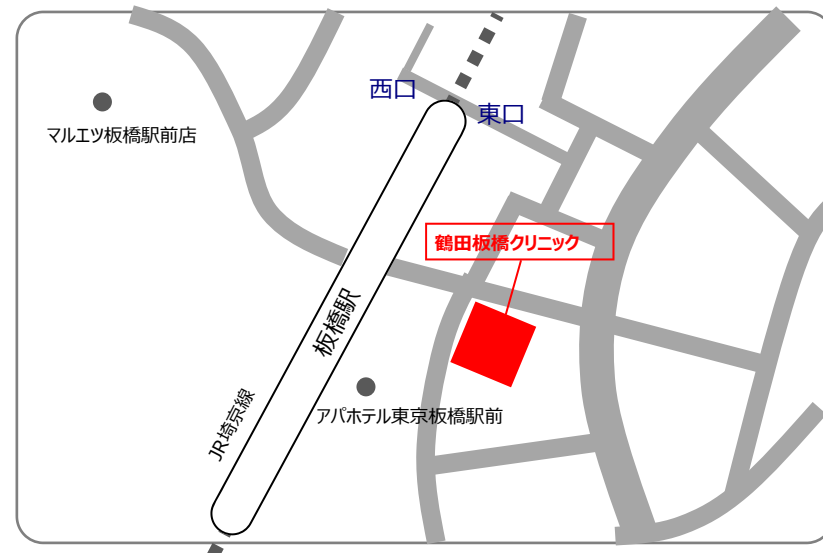 西口
東口
マルエツ板橋駅前店
鶴田板橋クリニック
板橋駅
アパホテル東京板橋駅前
JR埼京線